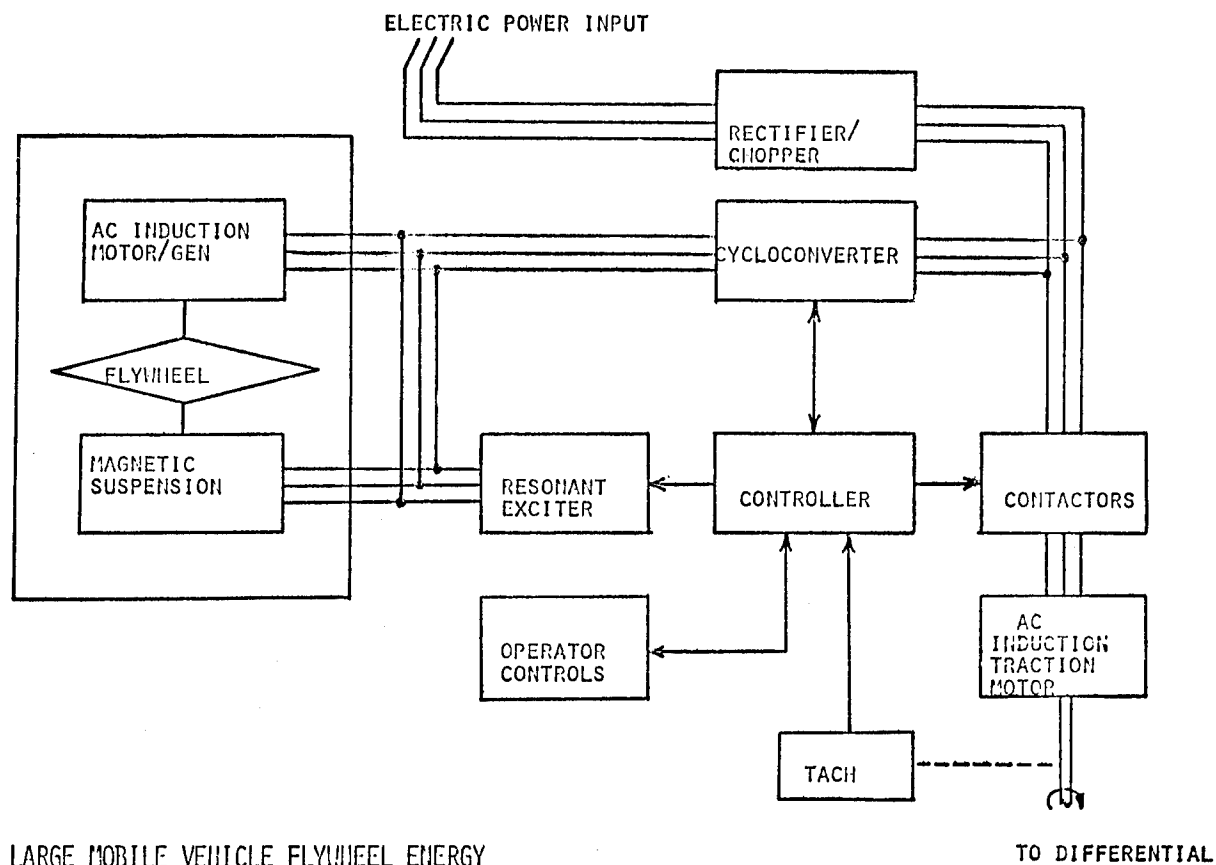 ELECTRIC POWER INPUT
RECTIFIER/
CHOPPER
AC INDUCTION
MOTOR/GEN
CYCLOCONVERTER
FLYWHEEL
MAGNETIC
SUSPENSION
RESONANT
EXCITER
CONTROLLER
CONTACTORS
OPERATOR
CONTROLS
AC
INDUCTION
TRACTION
MOTOR
TACH
LARGE MOBILE VEHICLE FLYWHEEL ENERGY
TO DIFFERENTIAL